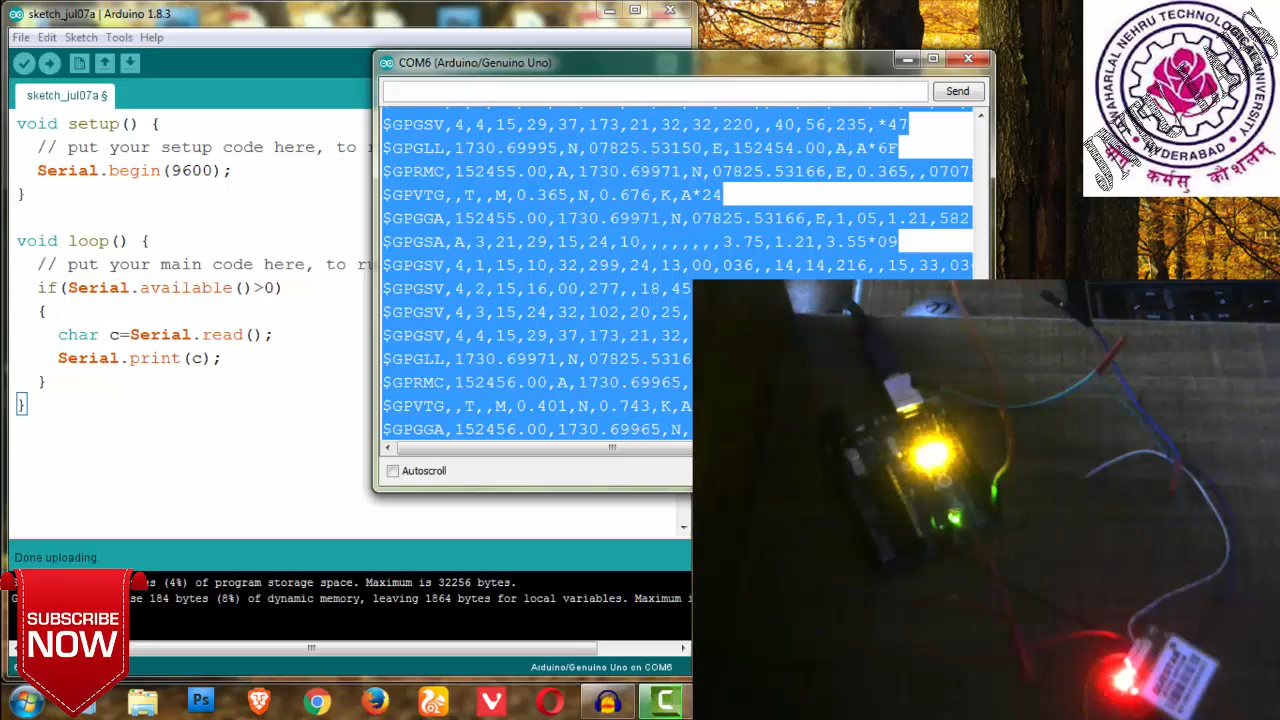 sketch_jul07a | Arduino 1.8.3
File Edit Sketch Tools Help
sketch_jul07a §
void setup() {
// put your setup code here, to r
Serial.begin(9600);
}
void loop() {
// put your main code here, to ru
if(Serial.available()>0)
{
char c=Serial.read();
Serial.print(c);
}
}
COM6 (Arduino/Genuino Uno)
Send
$GPGSV,4,4,15,29,37,173,21,32,32,220,,40,56,235,*47
$GPGLL,1730.69995,N,07825.53150,E,152454.00,A,A*6F
$GPRMC,152455.00,A,1730.69971,N,07825.53166,E,0.365,,0707
$GPVTG,,T,,M,0.365,N,0.676,K,A*24
$GPGGA,152455.00,1730.69971,N,07825.53166,E,1,05,1.21,582
$GPGSA,A,3,21,29,15,24,10,,,,,,,,3.75,1.21,3.55*09
$GPGSV,4,1,15,10,32,299,24,13,00,036,,14,14,216,,15,33,03
$GPGSV,4,2,15,16,00,277,,18,45
$GPGSV,4,3,15,24,32,102,20,25,
$GPGSV,4,4,15,29,37,173,21,32,
$GPGLL,1730.69971,N,07825.5316
$GPRMC,152456.00,A,1730.69965,
$GPVTG,,T,,M,0.401,N,0.743,K,A
$GPGGA,152456.00,1730.69965,N,
Autoscroll
Done uploading.
s (4%) of program storage space. Maximum is 32256 bytes.
G
se 184 bytes (8%) of dynamic memory, leaving 1864 bytes for local variables. Maximum i
Arduino/Genuino Uno on COM6
SUBSCRIBE
NOW
JAWAHARLAL NEHRU TECHNOLOGICAL UNIVERSITY
HYDERABAD
कर्मसु कौशलम्
Ps